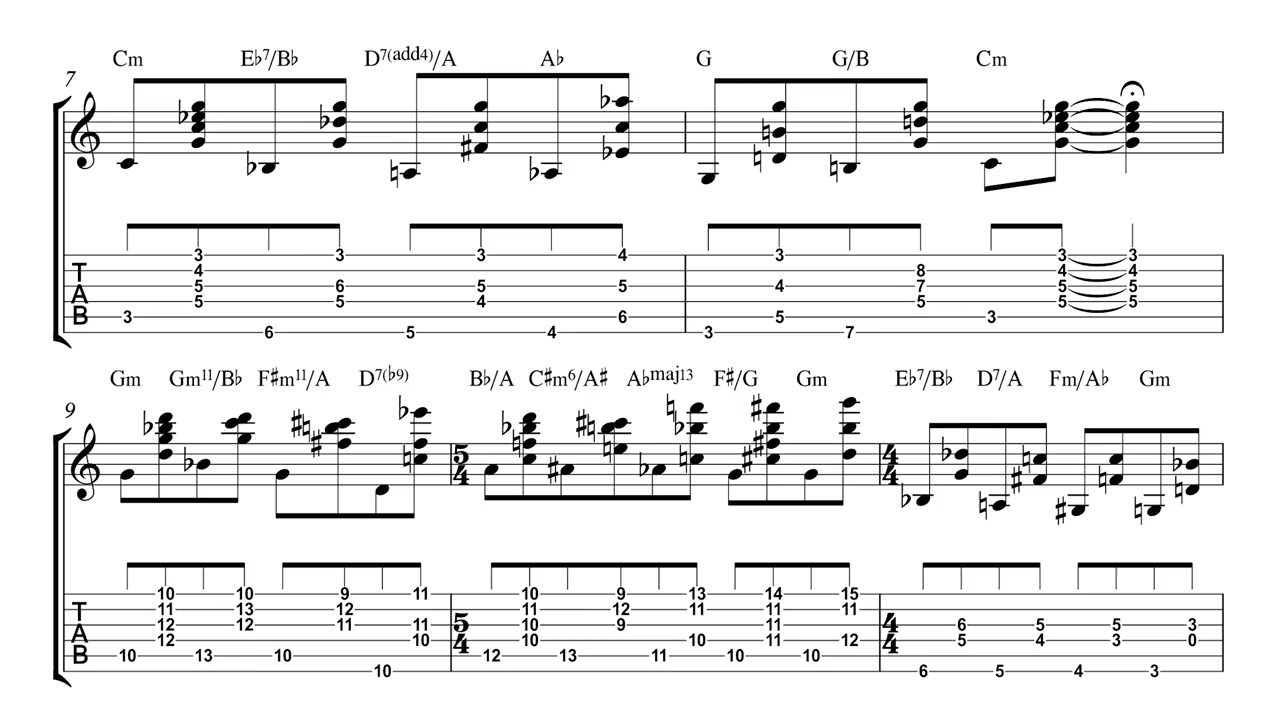 Cm E♭7/B♭ D7(add4)/A A♭ G G/B Cm
7
3 3 3 4 3 3 3
4 8 4 4
T 5 6 5 5 4 7 5 5
A 5 5 4 5 5 5
B 3 6 5 3
6 5 4 3 7
Gm Gm11/B♭ F♯m11/A D7(♭9) B♭/A C♯m6/A♯ A♭maj13 F♯/G Gm E♭7/B♭ D7/A Fm/A♭ Gm
9
5 4 4 4
10 10 9 11 10 9 13 14 15
T 11 13 12 11 12 11 11 11
12 12 11 11 5 10 9 11 4 6 5 5 3
A 12 10 4 10 10 11 12 4 5 4 3 0
B 10 13 10 12 13 11 10 10
10 6 5 4 3